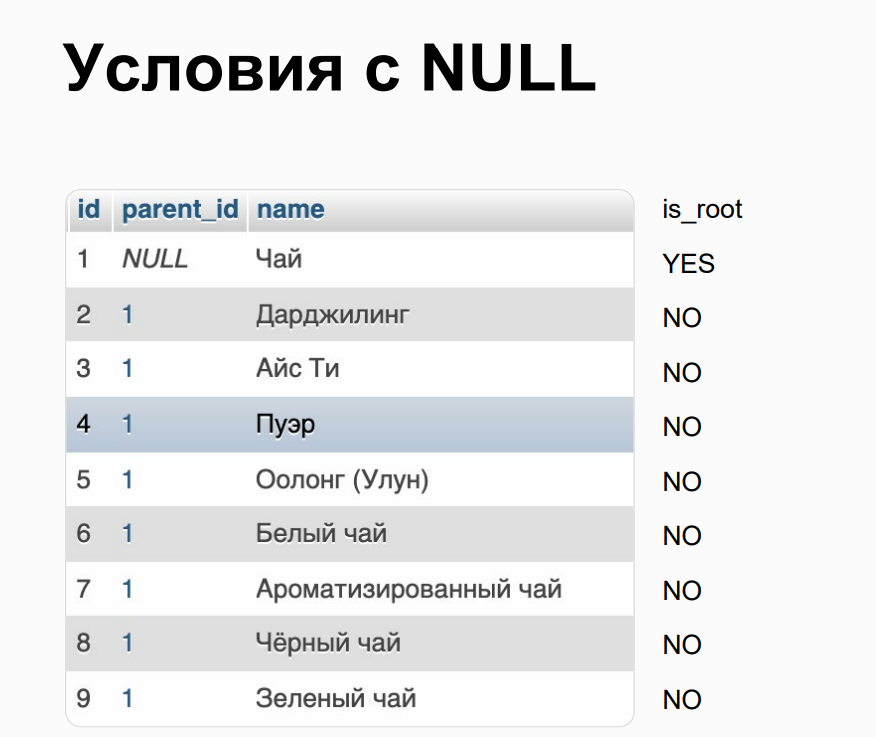 Условия с NULL
id parent_id name is_root
1 NULL Чай YES
2 1 Дарджилинг NO
3 1 Айс Ти NO
4 1 Пуэр NO
5 1 Оолонг (Улун) NO
6 1 Белый чай NO
7 1 Ароматизированный чай NO
8 1 Чёрный чай NO
9 1 Зеленый чай NO